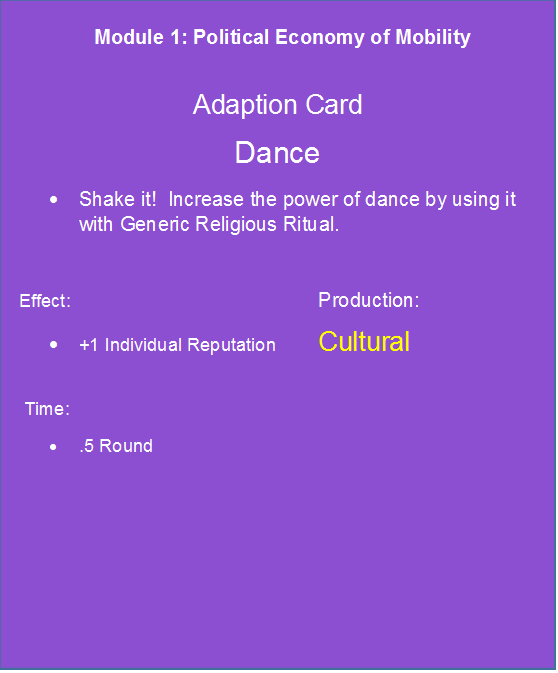 Module 1: Political Economy of Mobility
Adaption Card
Dance
• Shake it!  Increase the power of dance by using it
with Generic Religious Ritual.
Effect:
• +1 Individual Reputation
Production:
Cultural
Time:
• .5 Round